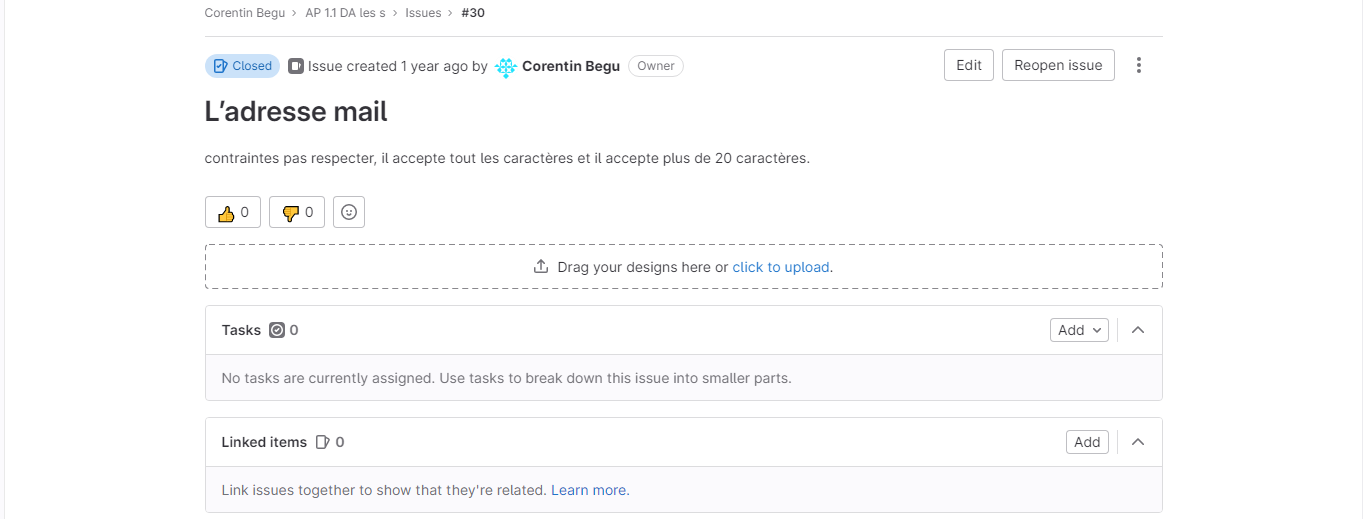 Corentin Begu > AP 1.1 DA les s > Issues > #30
Closed Issue created 1 year ago by Corentin Begu Owner Edit Reopen issue
L’adresse mail
contraintes pas respecter, il accepte tout les caractères et il accepte plus de 20 caractères.
0 0
Drag your designs here or click to upload.
Tasks 0 Add
No tasks are currently assigned. Use tasks to break down this issue into smaller parts.
Linked items 0 Add
Link issues together to show that they're related. Learn more.